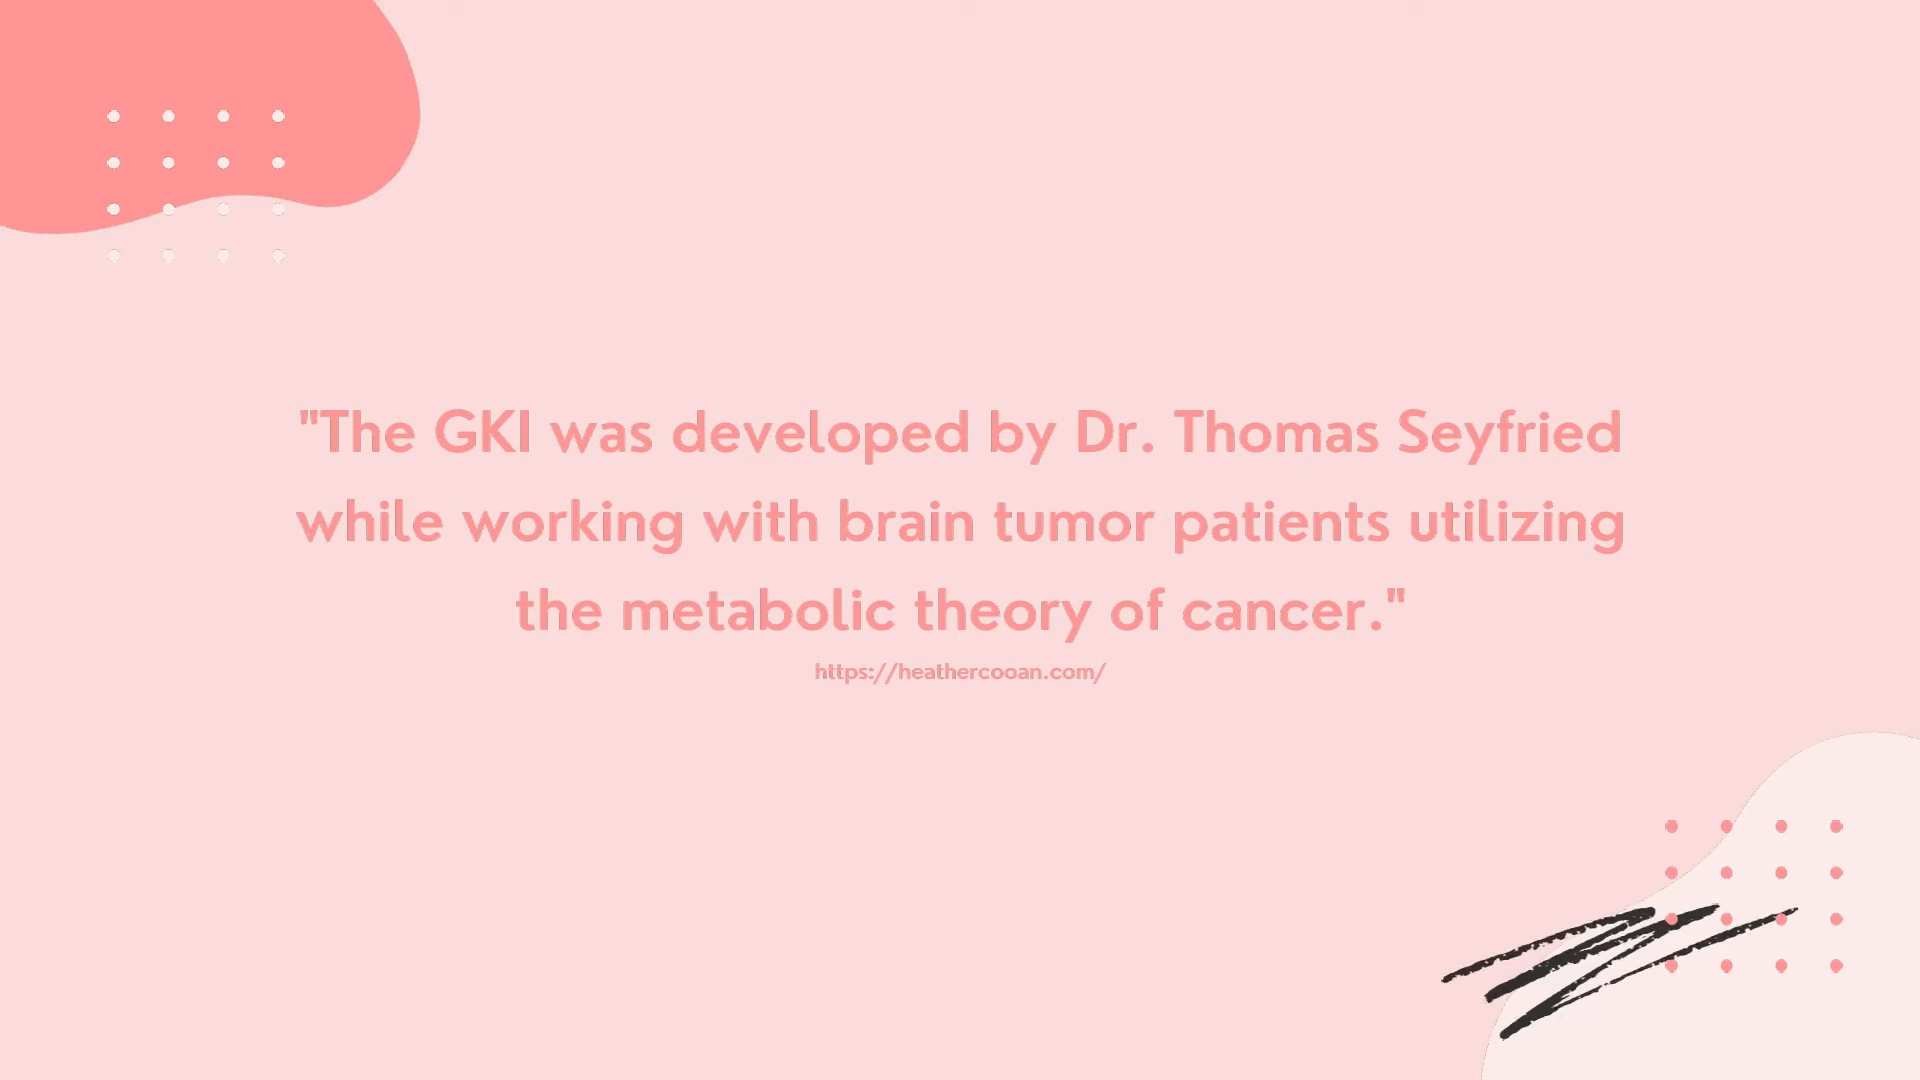 "The GKI was developed by Dr. Thomas Seyfried
while working with brain tumor patients utilizing
the metabolic theory of cancer."
https://heathercooan.com/